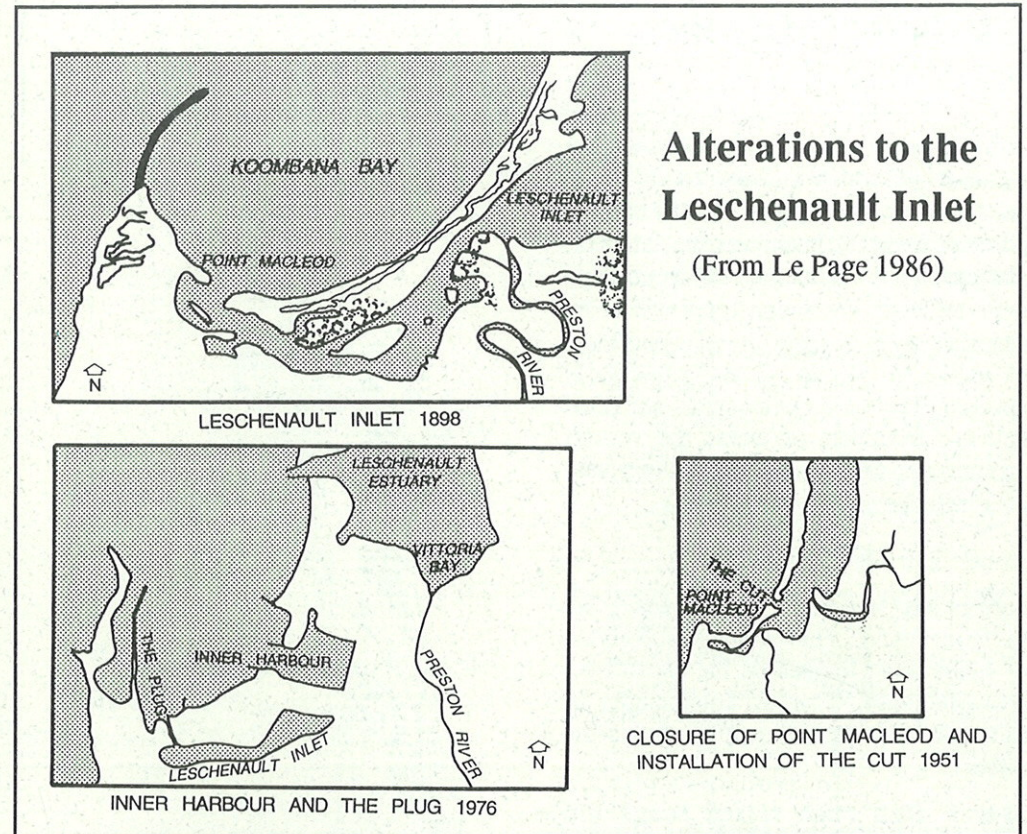 Alterations to the
Leschenault Inlet
(From Le Page 1986)
KOOMBANA BAY
LESCHENAULT
INLET
POINT MACLEOD
PRESTON
RIVER
N
LESCHENAULT INLET 1898
LESCHENAULT
ESTUARY
VITTORIA
BAY
THE PLUG
INNER HARBOUR
PRESTON RIVER
LESCHENAULT INLET
N
INNER HARBOUR AND THE PLUG 1976
THE CUT
POINT
MACLEOD
N
CLOSURE OF POINT MACLEOD AND
INSTALLATION OF THE CUT 1951